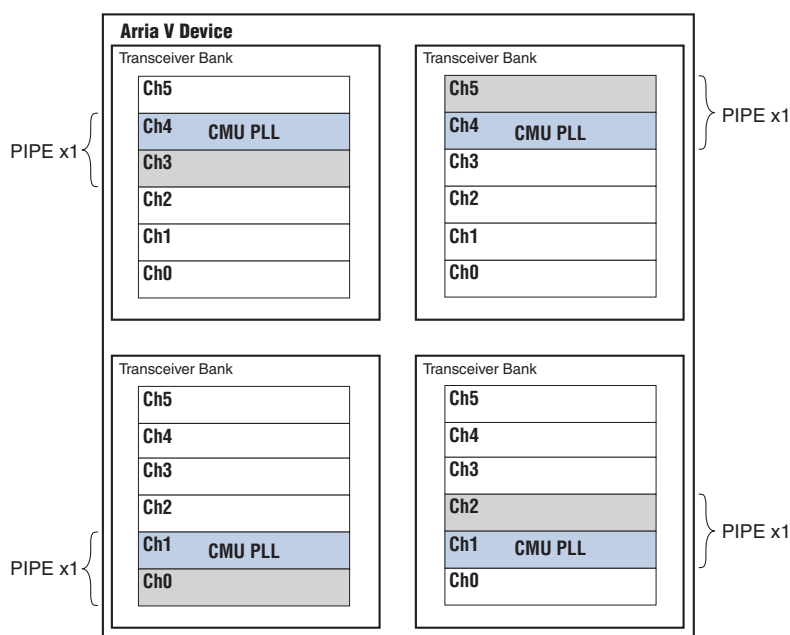 Arria V Device
Transceiver Bank
Ch5
Ch4 CMU PLL
Ch3
Ch2
Ch1
Ch0
PIPE x1
Transceiver Bank
Ch5
Ch4 CMU PLL
Ch3
Ch2
Ch1
Ch0
PIPE x1
Transceiver Bank
Ch5
Ch4
Ch3
Ch2
Ch1 CMU PLL
Ch0
PIPE x1
Transceiver Bank
Ch5
Ch4
Ch3
Ch2
Ch1 CMU PLL
Ch0
PIPE x1